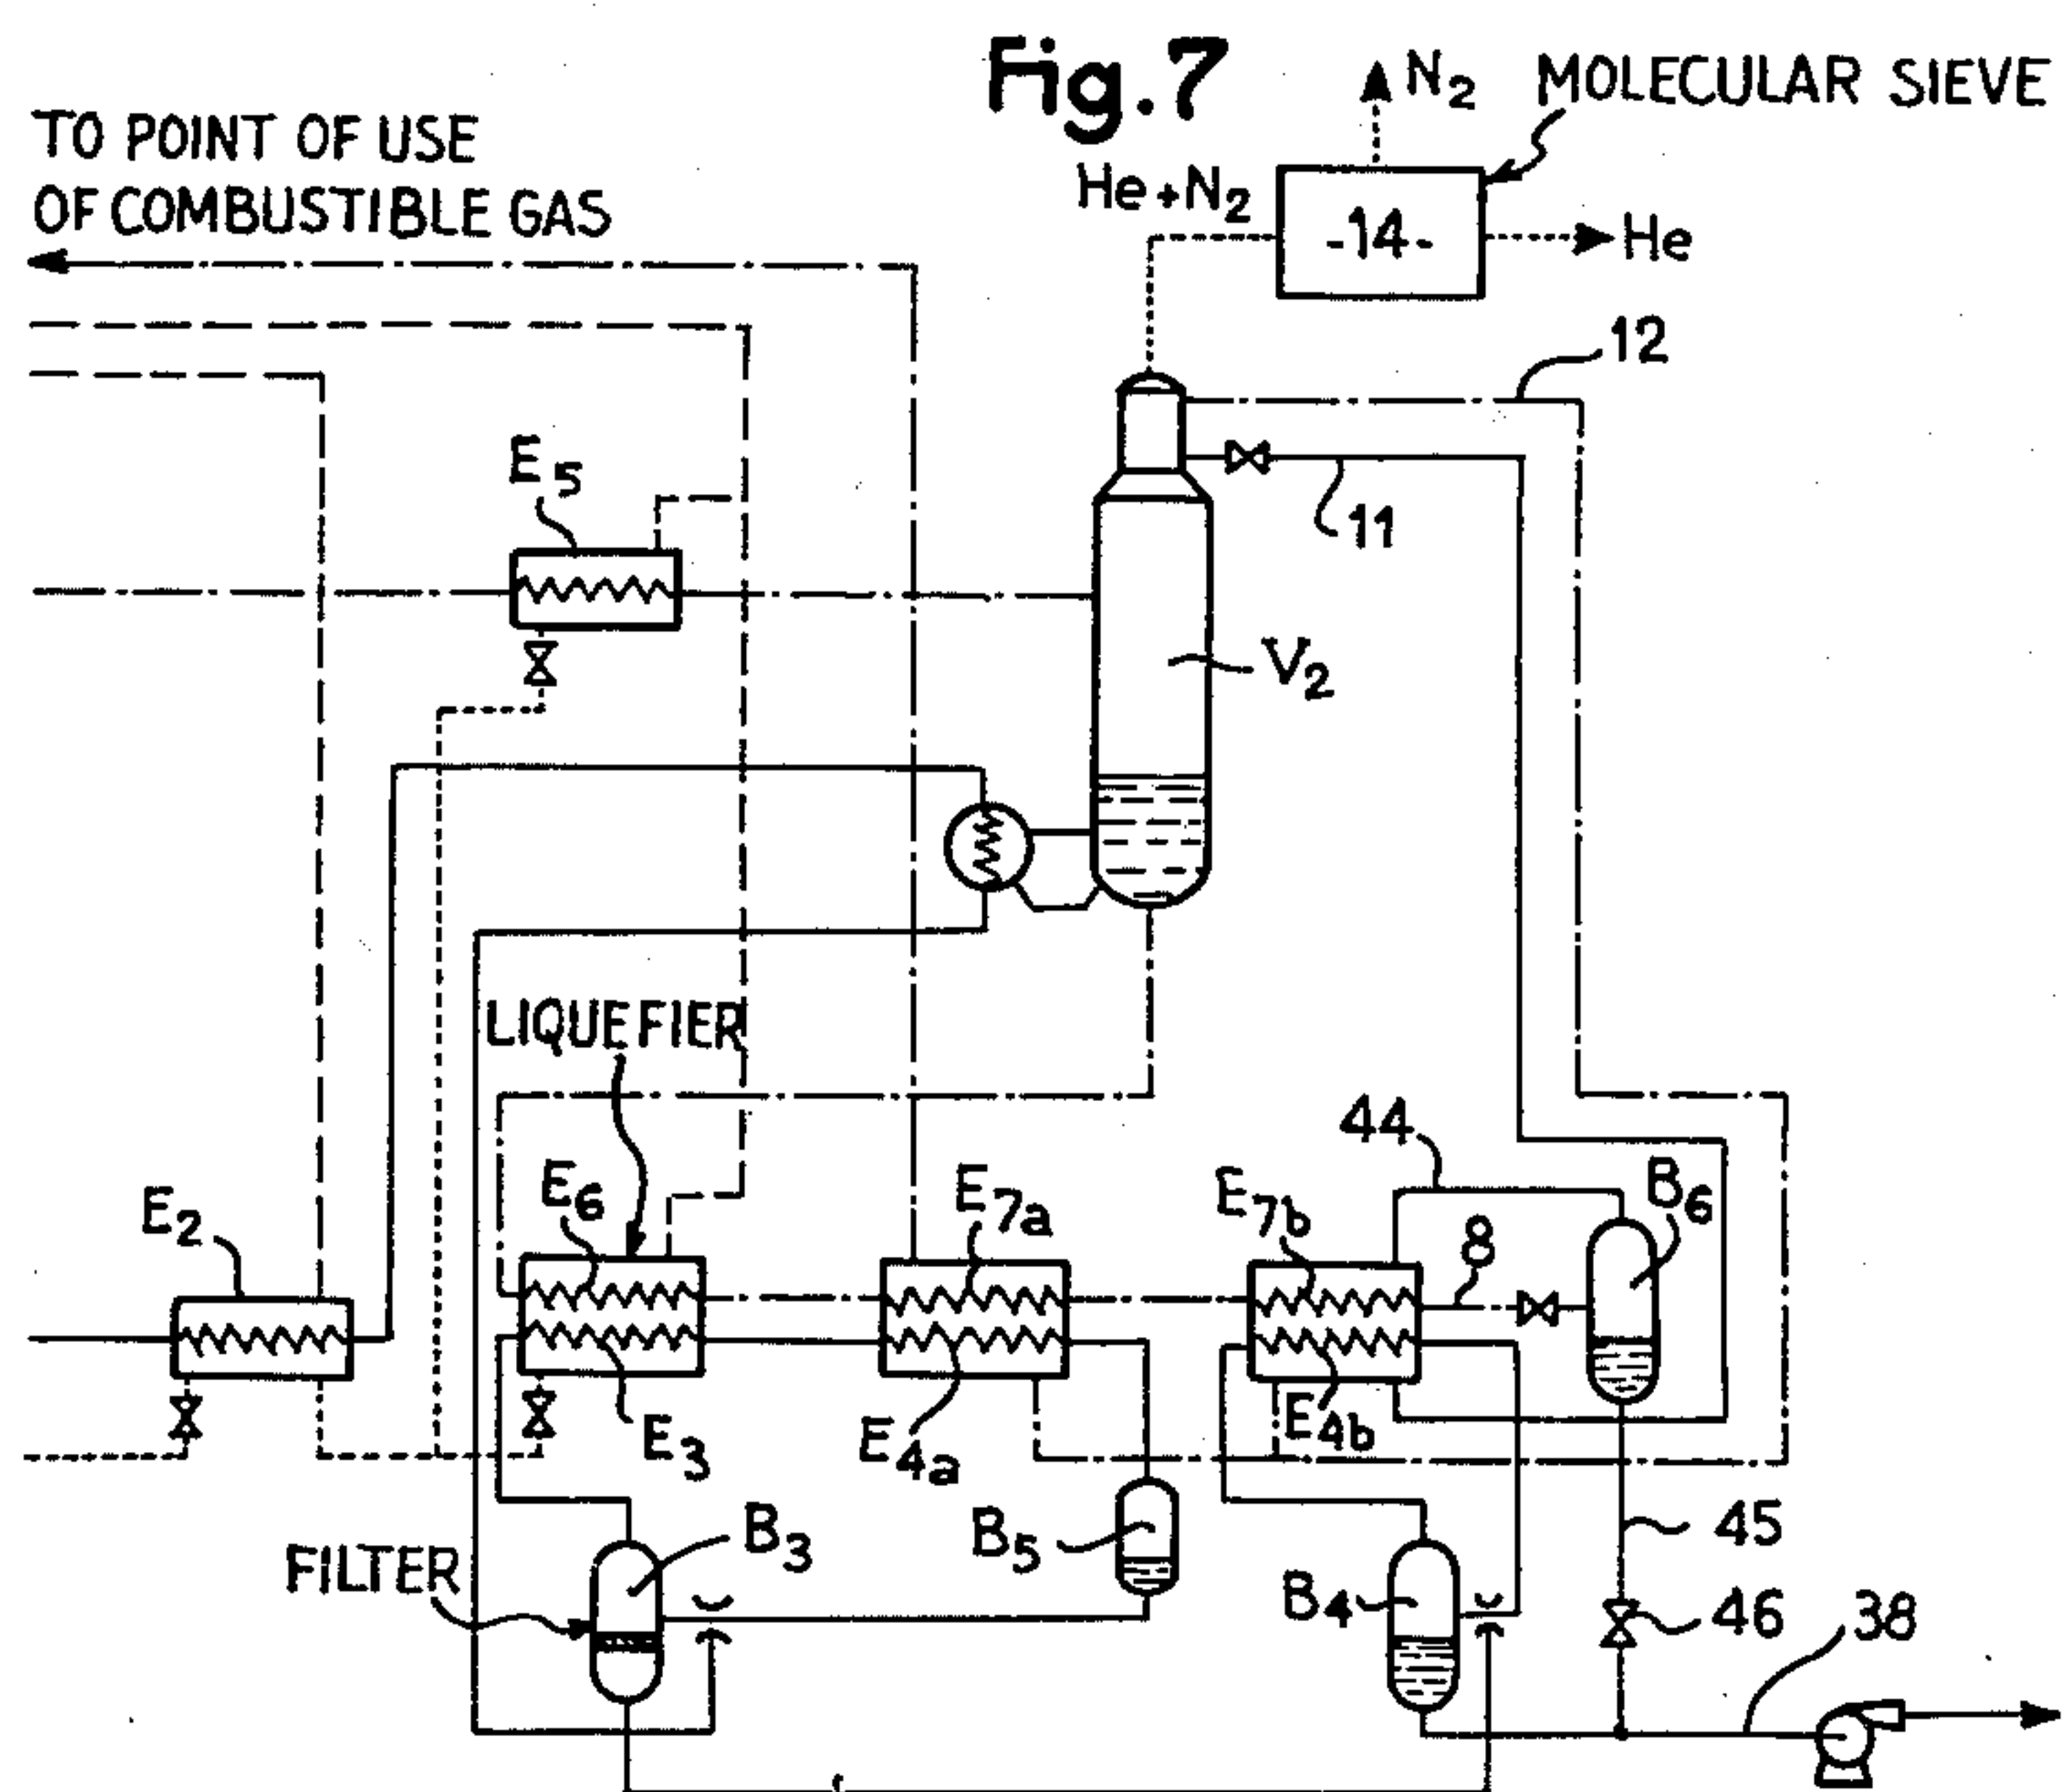 Fig.7
N2
MOLECULAR SIEVE
TO POINT OF USE
OF COMBUSTIBLE GAS
He+N2
-14-
He
12
11
E5
V2
LIQUEFIER
44
E2
E6
E7a
E7b
8
B6
E3
E4a
E4b
FILTER
B3
B5
B4
45
46
38